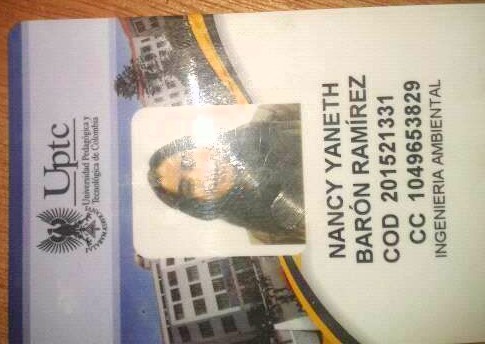 Uptc
Universidad Pedagógica y
Tecnológica de Colombia
NANCY YANETH
BARÓN RAMÍREZ
COD 201521331
CC 1049653829
INGENIERIA AMBIENTAL